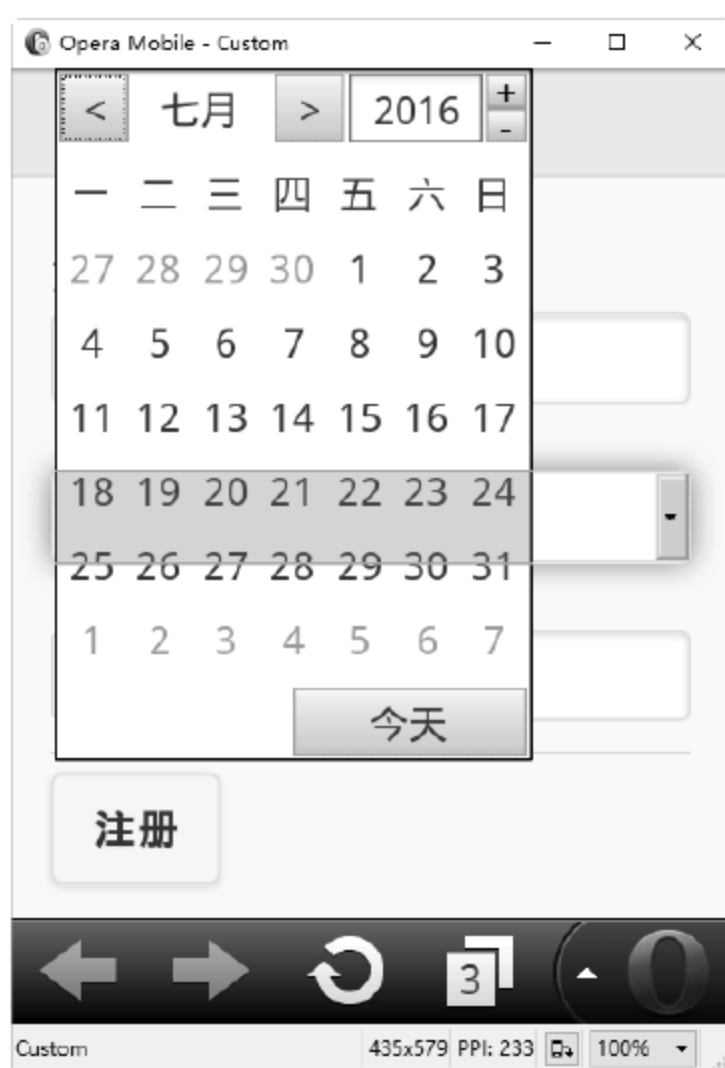 Opera Mobile - Custom
< 七月 > 2016 + -
一 二 三 四 五 六 日
27 28 29 30 1 2 3
4 5 6 7 8 9 10
11 12 13 14 15 16 17
18 19 20 21 22 23 24
25 26 27 28 29 30 31
1 2 3 4 5 6 7
今天
注册
3
Custom 435x579 PPI: 233 100%